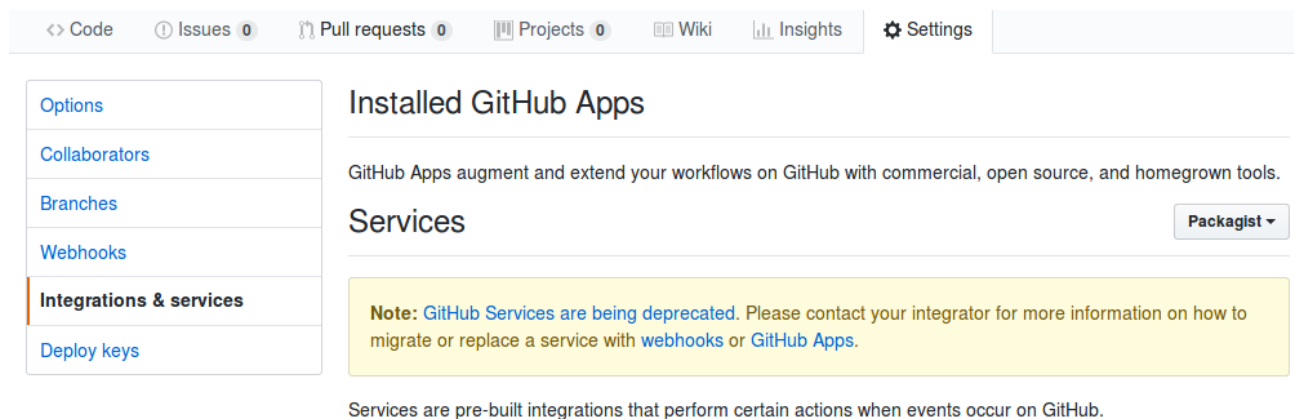 Code Issues 0 Pull requests 0 Projects 0 Wiki Insights Settings
Options
Collaborators
Branches
Webhooks
Integrations & services
Deploy keys
Installed GitHub Apps
GitHub Apps augment and extend your workflows on GitHub with commercial, open source, and homegrown tools.
Services
Packagist
Note: GitHub Services are being deprecated. Please contact your integrator for more information on how to
migrate or replace a service with webhooks or GitHub Apps.
Services are pre-built integrations that perform certain actions when events occur on GitHub.